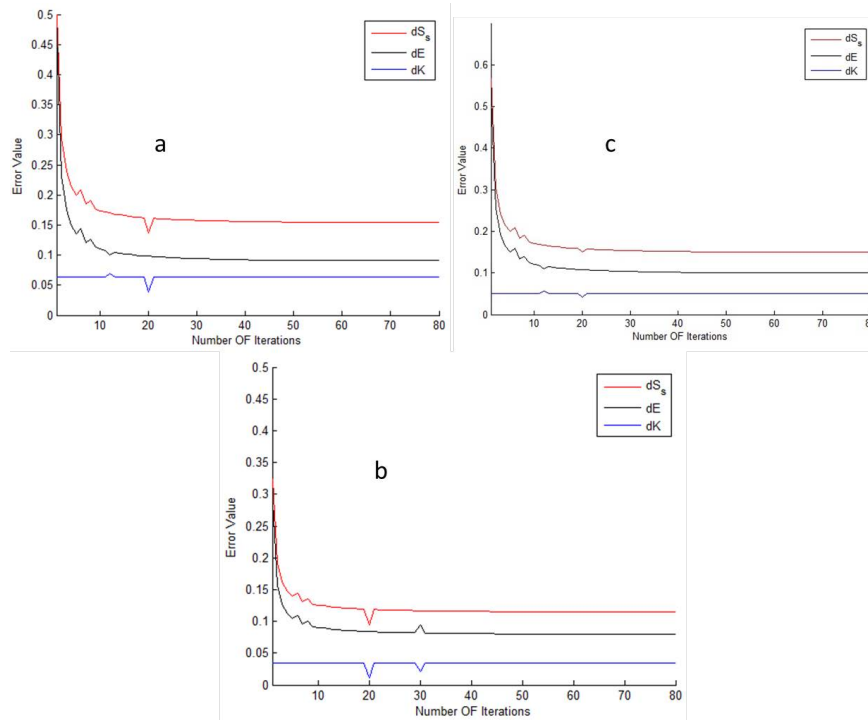 0.5
0.45
0.4
0.35
0.3
0.25
0.2
0.15
0.1
0.05
0
Error Value
10 20 30 40 50 60 70 80
Number OF Iterations
dSs
dE
dK
a
0.6
0.5
0.4
0.3
0.2
0.1
0
Error Value
10 20 30 40 50 60 70 80
Number OF Iterations
dSs
dE
dK
c
0.5
0.45
0.4
0.35
0.3
0.25
0.2
0.15
0.1
0.05
0
Error Value
10 20 30 40 50 60 70 80
Number OF Iterations
dSs
dE
dK
b